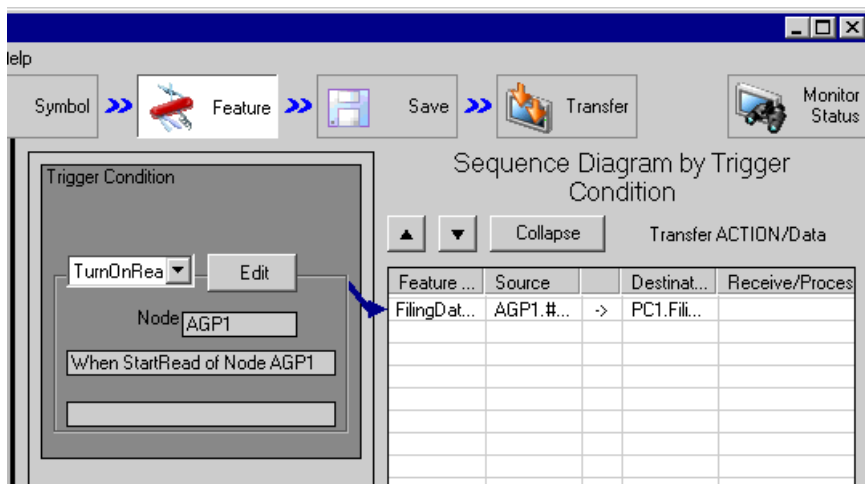 Help
Symbol
Feature
Save
Transfer
Monitor
Status
Trigger Condition
TurnOnRea
Edit
Node
AGP1
When StartRead of Node AGP1
Sequence Diagram by Trigger
Condition
Collapse
Transfer ACTION/Data
Feature ... Source Destinat... Receive/Proces
FilingDat... AGP1.#... -> PC1.Fili...